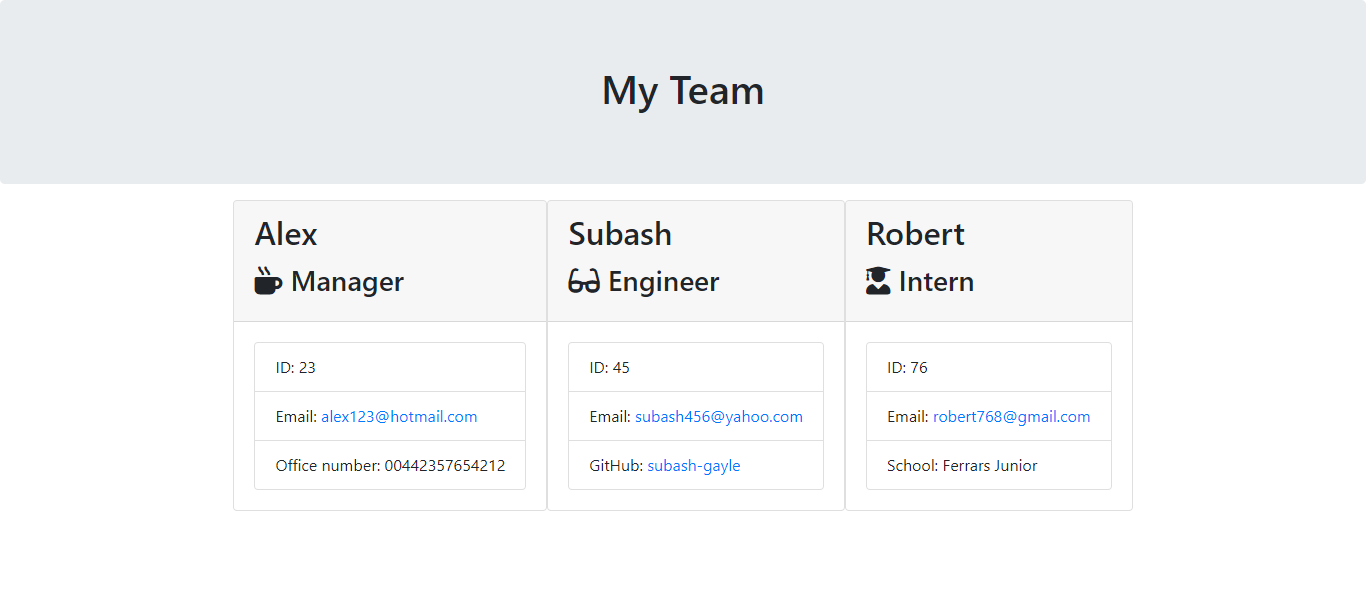 My Team
Alex
Manager
ID: 23
Email: alex123@hotmail.com
Office number: 00442357654212
Subash
Engineer
ID: 45
Email: subash456@yahoo.com
GitHub: subash-gayle
Robert
Intern
ID: 76
Email: robert768@gmail.com
School: Ferrars Junior